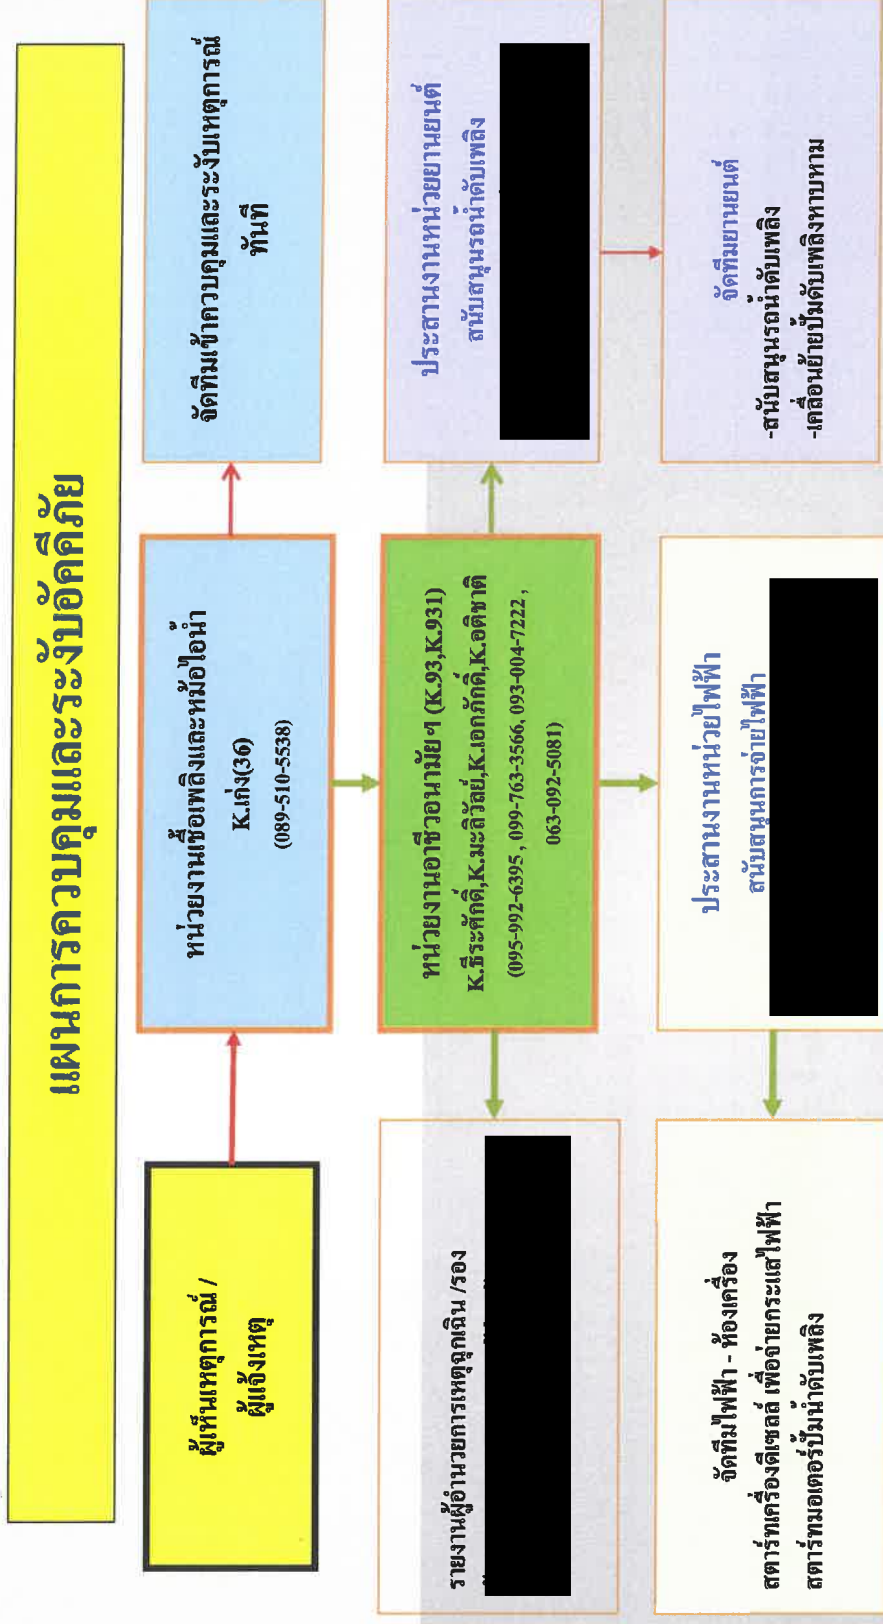 แผนการควบคุมและระงับอัคคีภัย
ผู้เห็นเหตุการณ์ /
ผู้แจ้งเหตุ
หน่วยงานเชื้อเพลิงและหม้อไอน้ำ
K.เก่ง(36)
(089-510-5538)
จัดทีมเข้าควบคุมและระงับเหตุการณ์
ทันที
รายงานผู้อำนวยการเหตุฉุกเฉิน /รอง
หน่วยงานอาชีวอนามัยฯ (K.93,K.931)
K.ธีระศักดิ์,K.มะลิวัลย์,K.เอกภักดิ์,K.อติชาติ
(095-992-6395 , 099-763-3566, 093-004-7222 ,
063-092-5081)
ประสานงานหน่วยยานยนต์
สนับสนุนรถน้ำดับเพลิง
จัดทีมไฟฟ้า - ห้องเครื่อง
สตาร์ทเครื่องดีเซลล์ เพื่อจ่ายกระแสไฟฟ้า
สตาร์ทมอเตอร์ปั้มน้ำดับเพลิง
ประสานงานหน่วยไฟฟ้า
สนับสนุนการจ่ายไฟฟ้า
จัดทีมยานยนต์
-สนับสนุนรถน้ำดับเพลิง
-เคลื่อนย้ายปั้มดับเพลิงหาบหาม